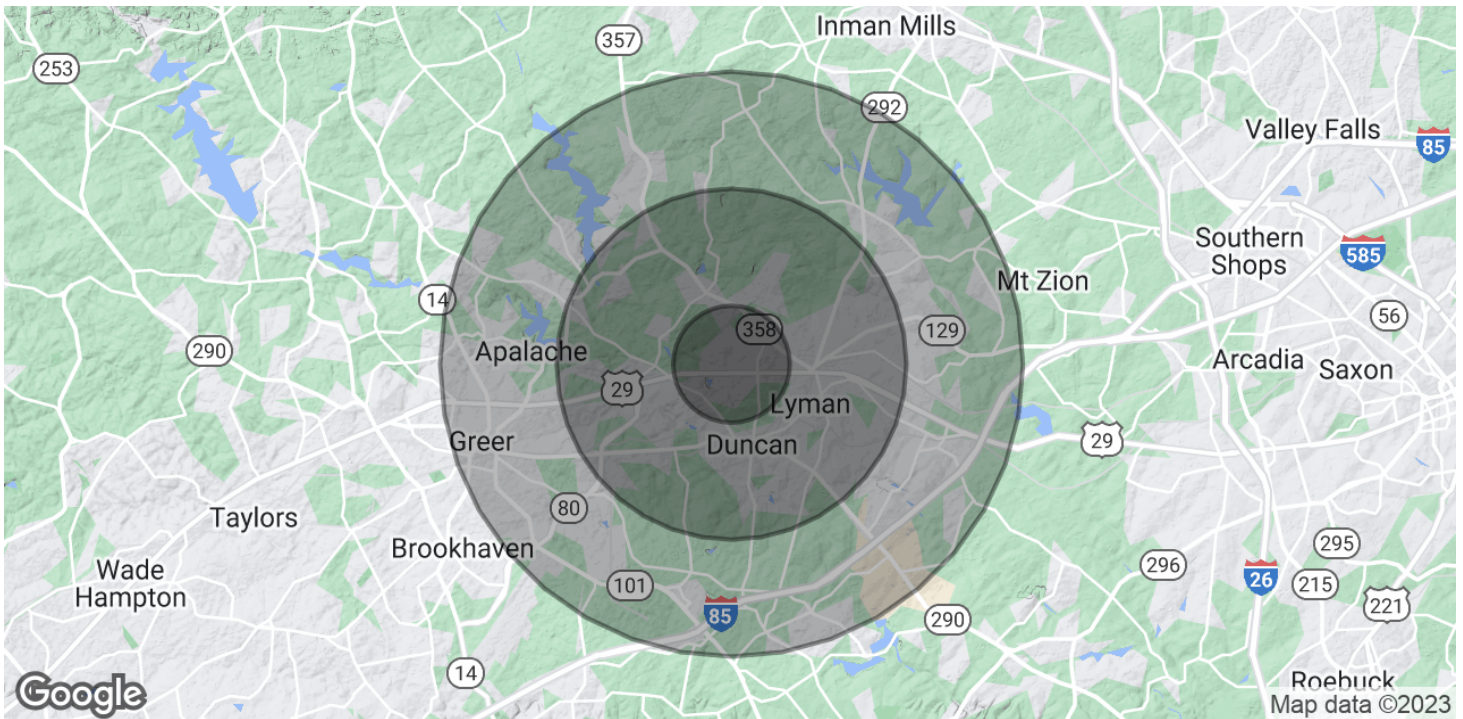 Inman Mills
357
253
292
Valley Falls
85
Southern
Shops
585
Mt Zion
14
56
358
129
290
Apalache
Arcadia
Saxon
29
Lyman
Greer
Duncan
29
80
Taylors
Brookhaven
295
Wade
Hampton
101
296
26
215
221
85
290
14
Roebuck
Google
Map data ©2023